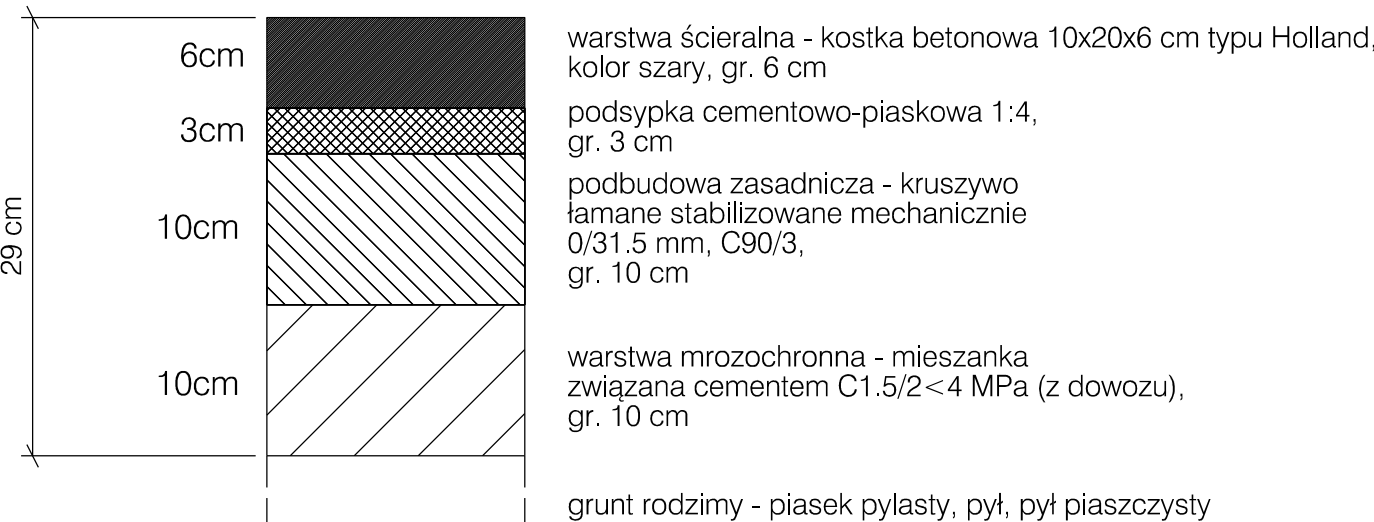 6cm
warstwa ścieralna - kostka betonowa 10x20x6 cm typu Holland,
kolor szary, gr. 6 cm
3cm
podsypka cementowo-piaskowa 1:4,
gr. 3 cm
10cm
podbudowa zasadnicza - kruszywo
łamane stabilizowane mechanicznie
0/31.5 mm, C90/3,
gr. 10 cm
29 cm
10cm
warstwa mrozochronna - mieszanka
związana cementem C1.5/2<4 MPa (z dowozu),
gr. 10 cm
grunt rodzimy - piasek pylasty, pył, pył piaszczysty